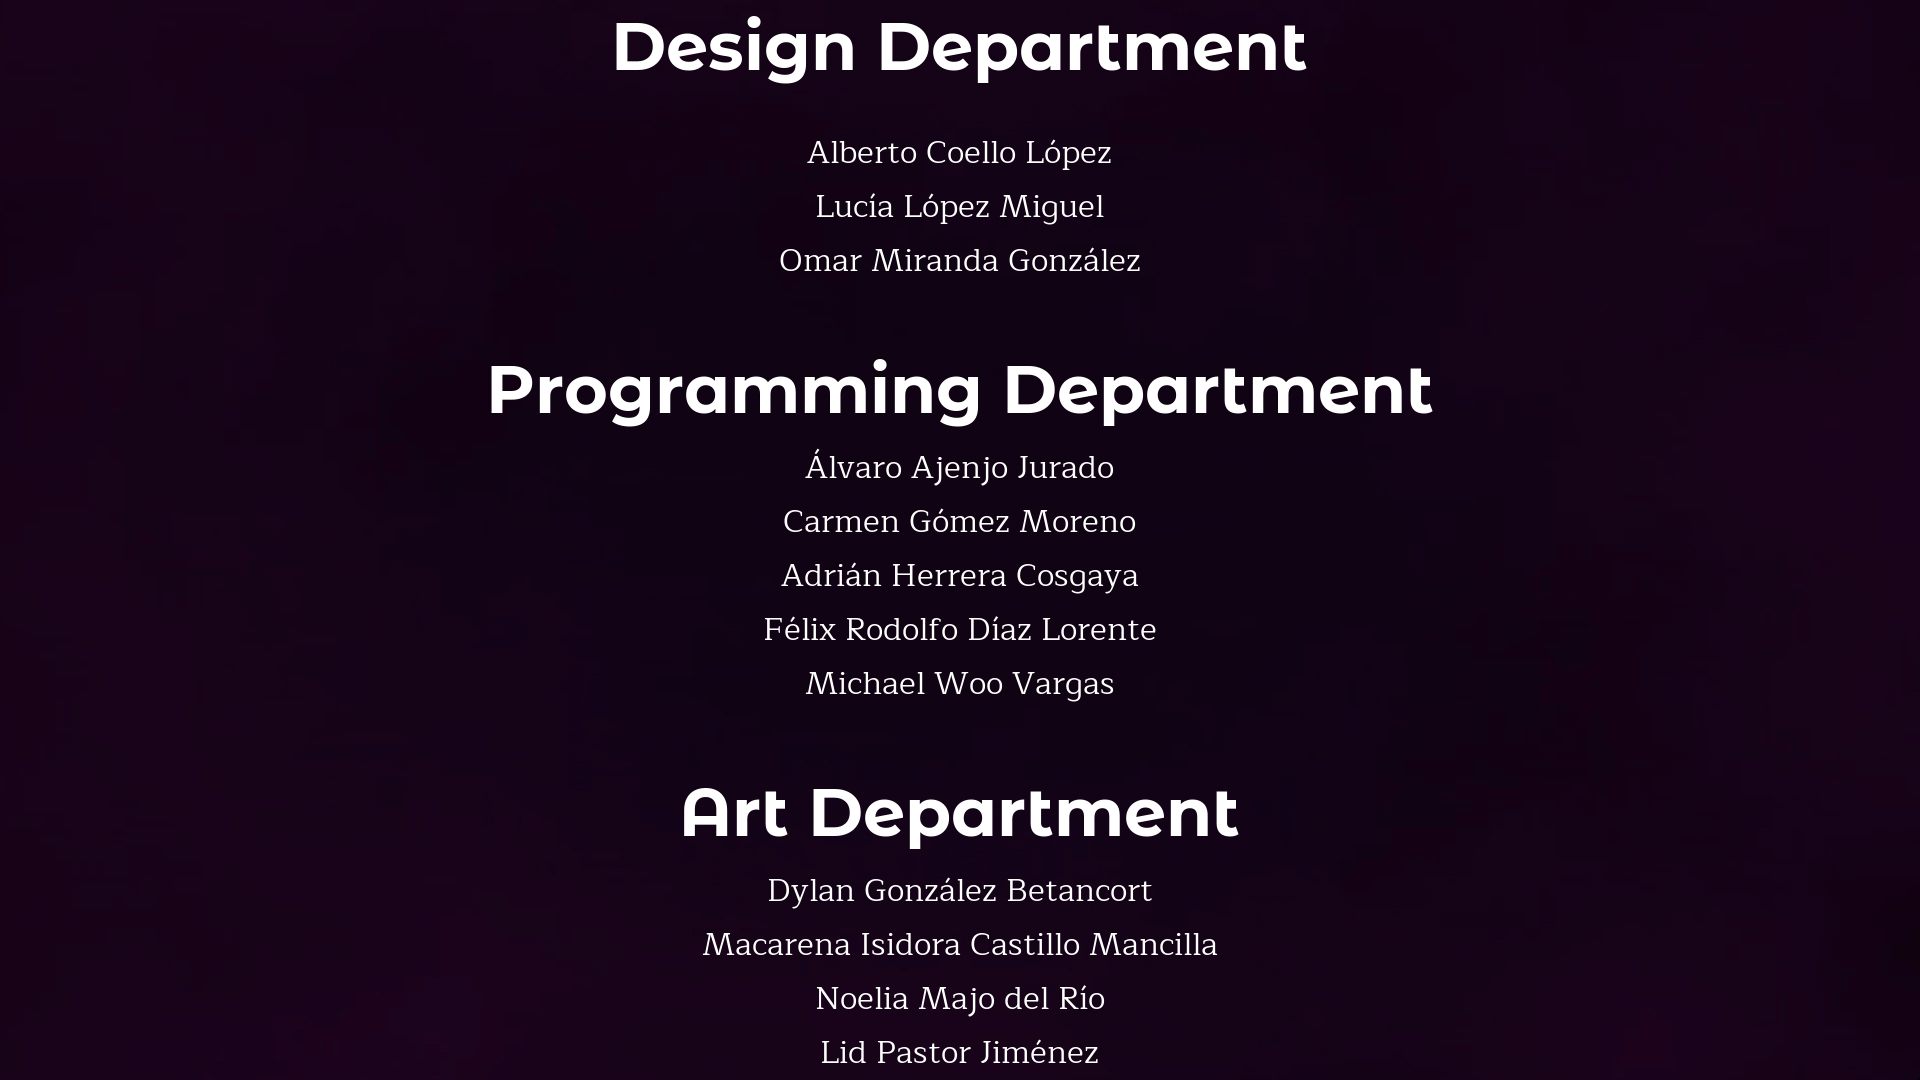 Design Department
Alberto Coello López
Lucía López Miguel
Omar Miranda González
Programming Department
Álvaro Ajenjo Jurado
Carmen Gómez Moreno
Adrián Herrera Cosgaya
Félix Rodolfo Díaz Lorente
Michael Woo Vargas
Art Department
Dylan González Betancort
Macarena Isidora Castillo Mancilla
Noelia Majo del Río
Lid Pastor Jiménez